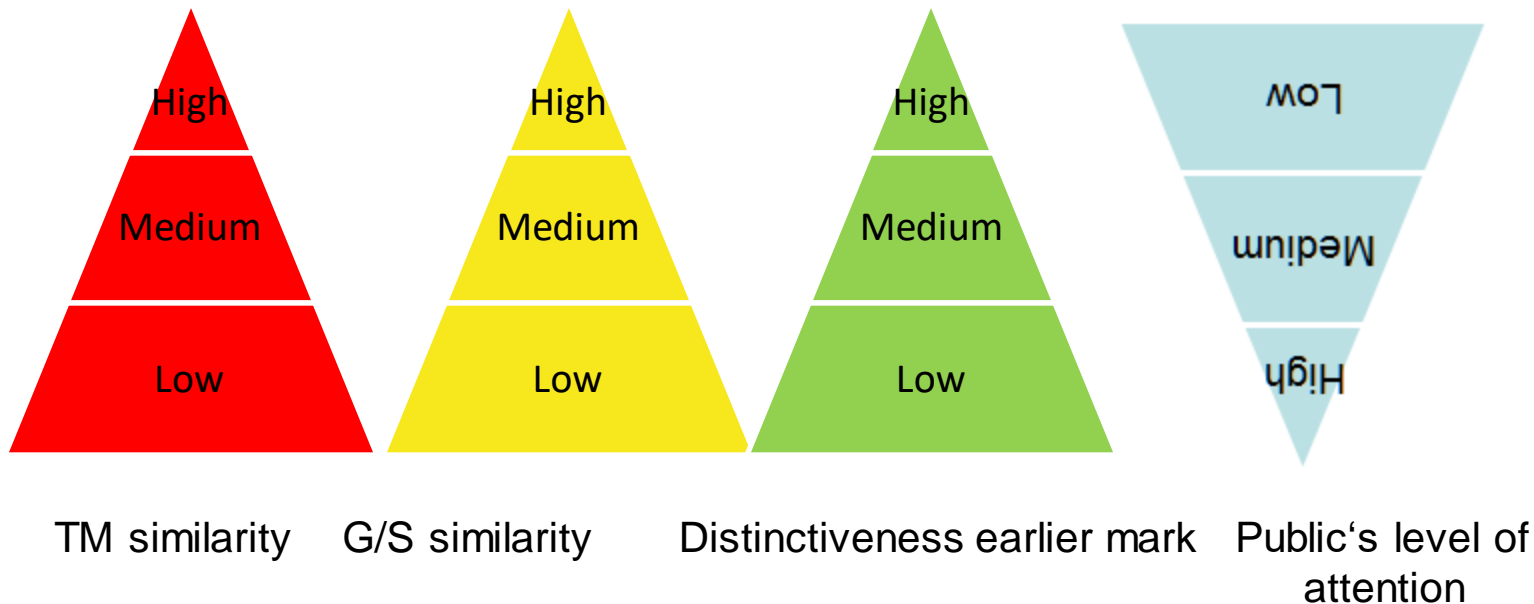 High
Medium
Low
High
Medium
Low
High
Medium
Low
Low
Medium
High
TM similarity
G/S similarity
Distinctiveness earlier mark
Public‘s level of
attention